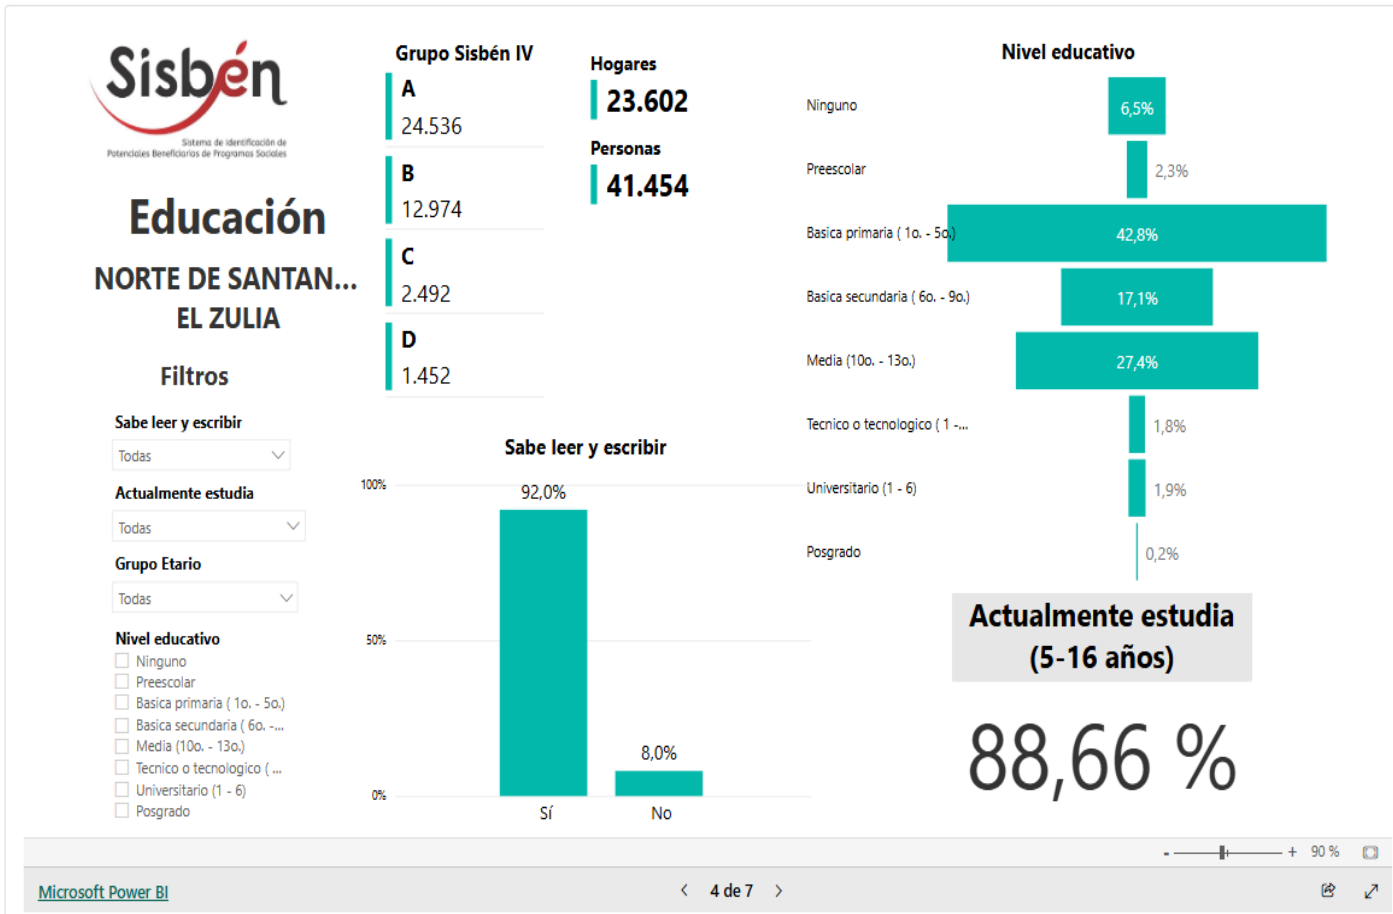 Sisbén
Sistema de Identificación de
Potenciales Beneficiarios de Programas Sociales
Educación
NORTE DE SANTAN...
EL ZULIA
Filtros
Sabe leer y escribir
Todas
Actualmente estudia
Todas
Grupo Etario
Todas
Nivel educativo
Ninguno
Preescolar
Basica primaria ( 1o. - 5o.)
Basica secundaria ( 6o. -...
Media (10o. - 13o.)
Tecnico o tecnologico ( ...
Universitario (1 - 6)
Posgrado
Grupo Sisbén IV
A
24.536
B
12.974
C
2.492
D
1.452
Hogares
23.602
Personas
41.454
Sabe leer y escribir
100%
50%
0%
92,0%
8,0%
Sí
No
Nivel educativo
Ninguno 6,5%
Preescolar 2,3%
Basica primaria ( 1o. - 5o.) 42,8%
Basica secundaria ( 6o. - 9o.) 17,1%
Media (10o. - 13o.) 27,4%
Tecnico o tecnologico ( 1 -... 1,8%
Universitario (1 - 6) 1,9%
Posgrado 0,2%
Actualmente estudia
(5-16 años)
88,66 %
- + 90 %
Microsoft Power BI
< 4 de 7 >